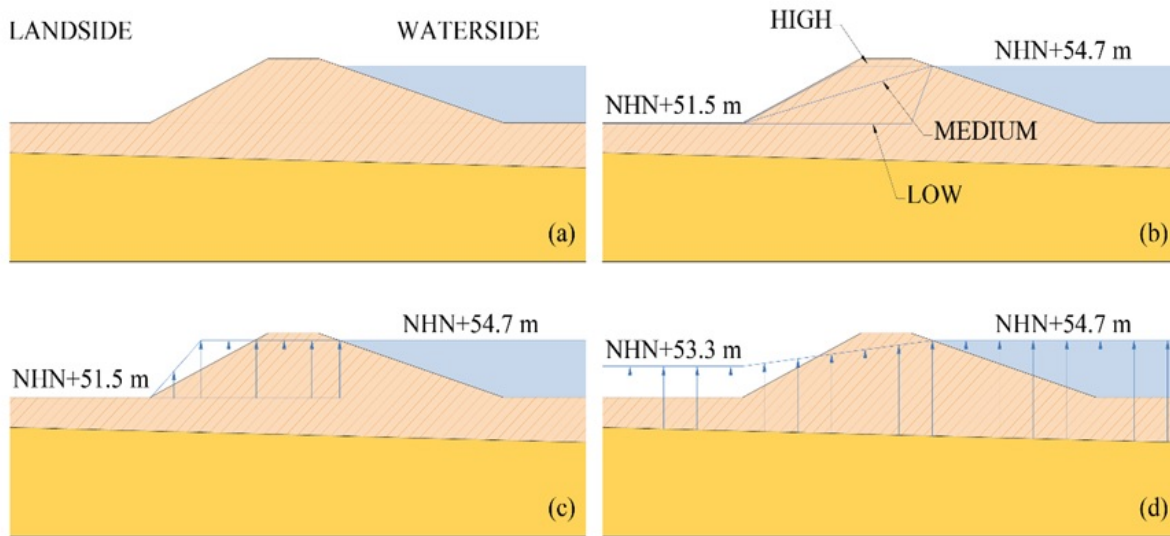 LANDSIDE
WATERSIDE
(a)
HIGH
NHN+54.7 m
NHN+51.5 m
MEDIUM
LOW
(b)
NHN+54.7 m
NHN+51.5 m
(c)
NHN+54.7 m
NHN+53.3 m
(d)